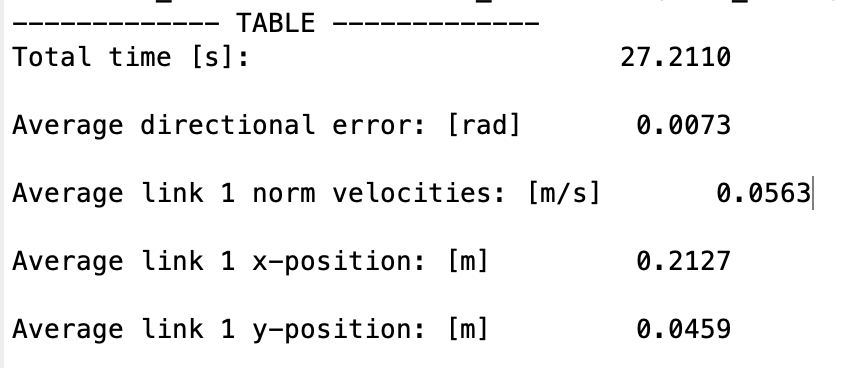 ------------- TABLE -------------
Total time [s]: 27.2110
Average directional error: [rad] 0.0073
Average link 1 norm velocities: [m/s] 0.0563
Average link 1 x-position: [m] 0.2127
Average link 1 y-position: [m] 0.0459